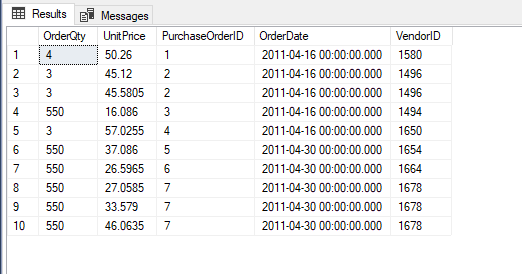 Results Messages
OrderQty UnitPrice PurchaseOrderID OrderDate VendorID
1 4 50.26 1 2011-04-16 00:00:00.000 1580
2 3 45.12 2 2011-04-16 00:00:00.000 1496
3 3 45.5805 2 2011-04-16 00:00:00.000 1496
4 550 16.086 3 2011-04-16 00:00:00.000 1494
5 3 57.0255 4 2011-04-16 00:00:00.000 1650
6 550 37.086 5 2011-04-30 00:00:00.000 1654
7 550 26.5965 6 2011-04-30 00:00:00.000 1664
8 550 27.0585 7 2011-04-30 00:00:00.000 1678
9 550 33.579 7 2011-04-30 00:00:00.000 1678
10 550 46.0635 7 2011-04-30 00:00:00.000 1678